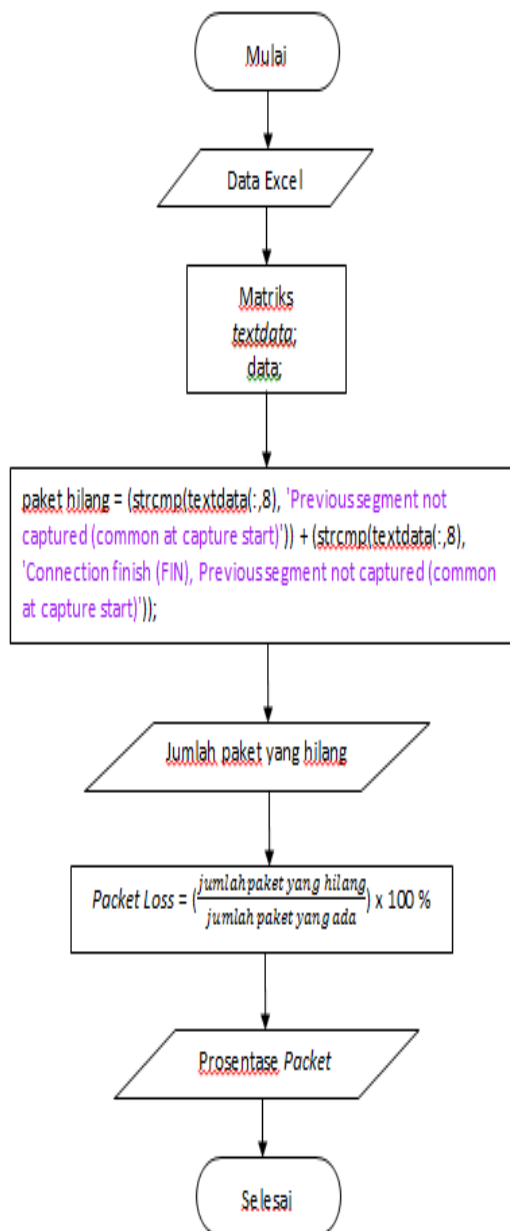 Mulai
Data Excel
Matriks
textdata;
data;
paket hilang = (strcmp(textdata(:,8), 'Previous segment not
captured (common at capture start)')) + (strcmp(textdata(:,8),
'Connection finish (FIN), Previous segment not captured (common
at capture start)'));
Jumlah paket yang hilang
Packet Loss = (jumlah paket yang hilang / jumlah paket yang ada) x 100 %
Prosentase Packet
Selesai